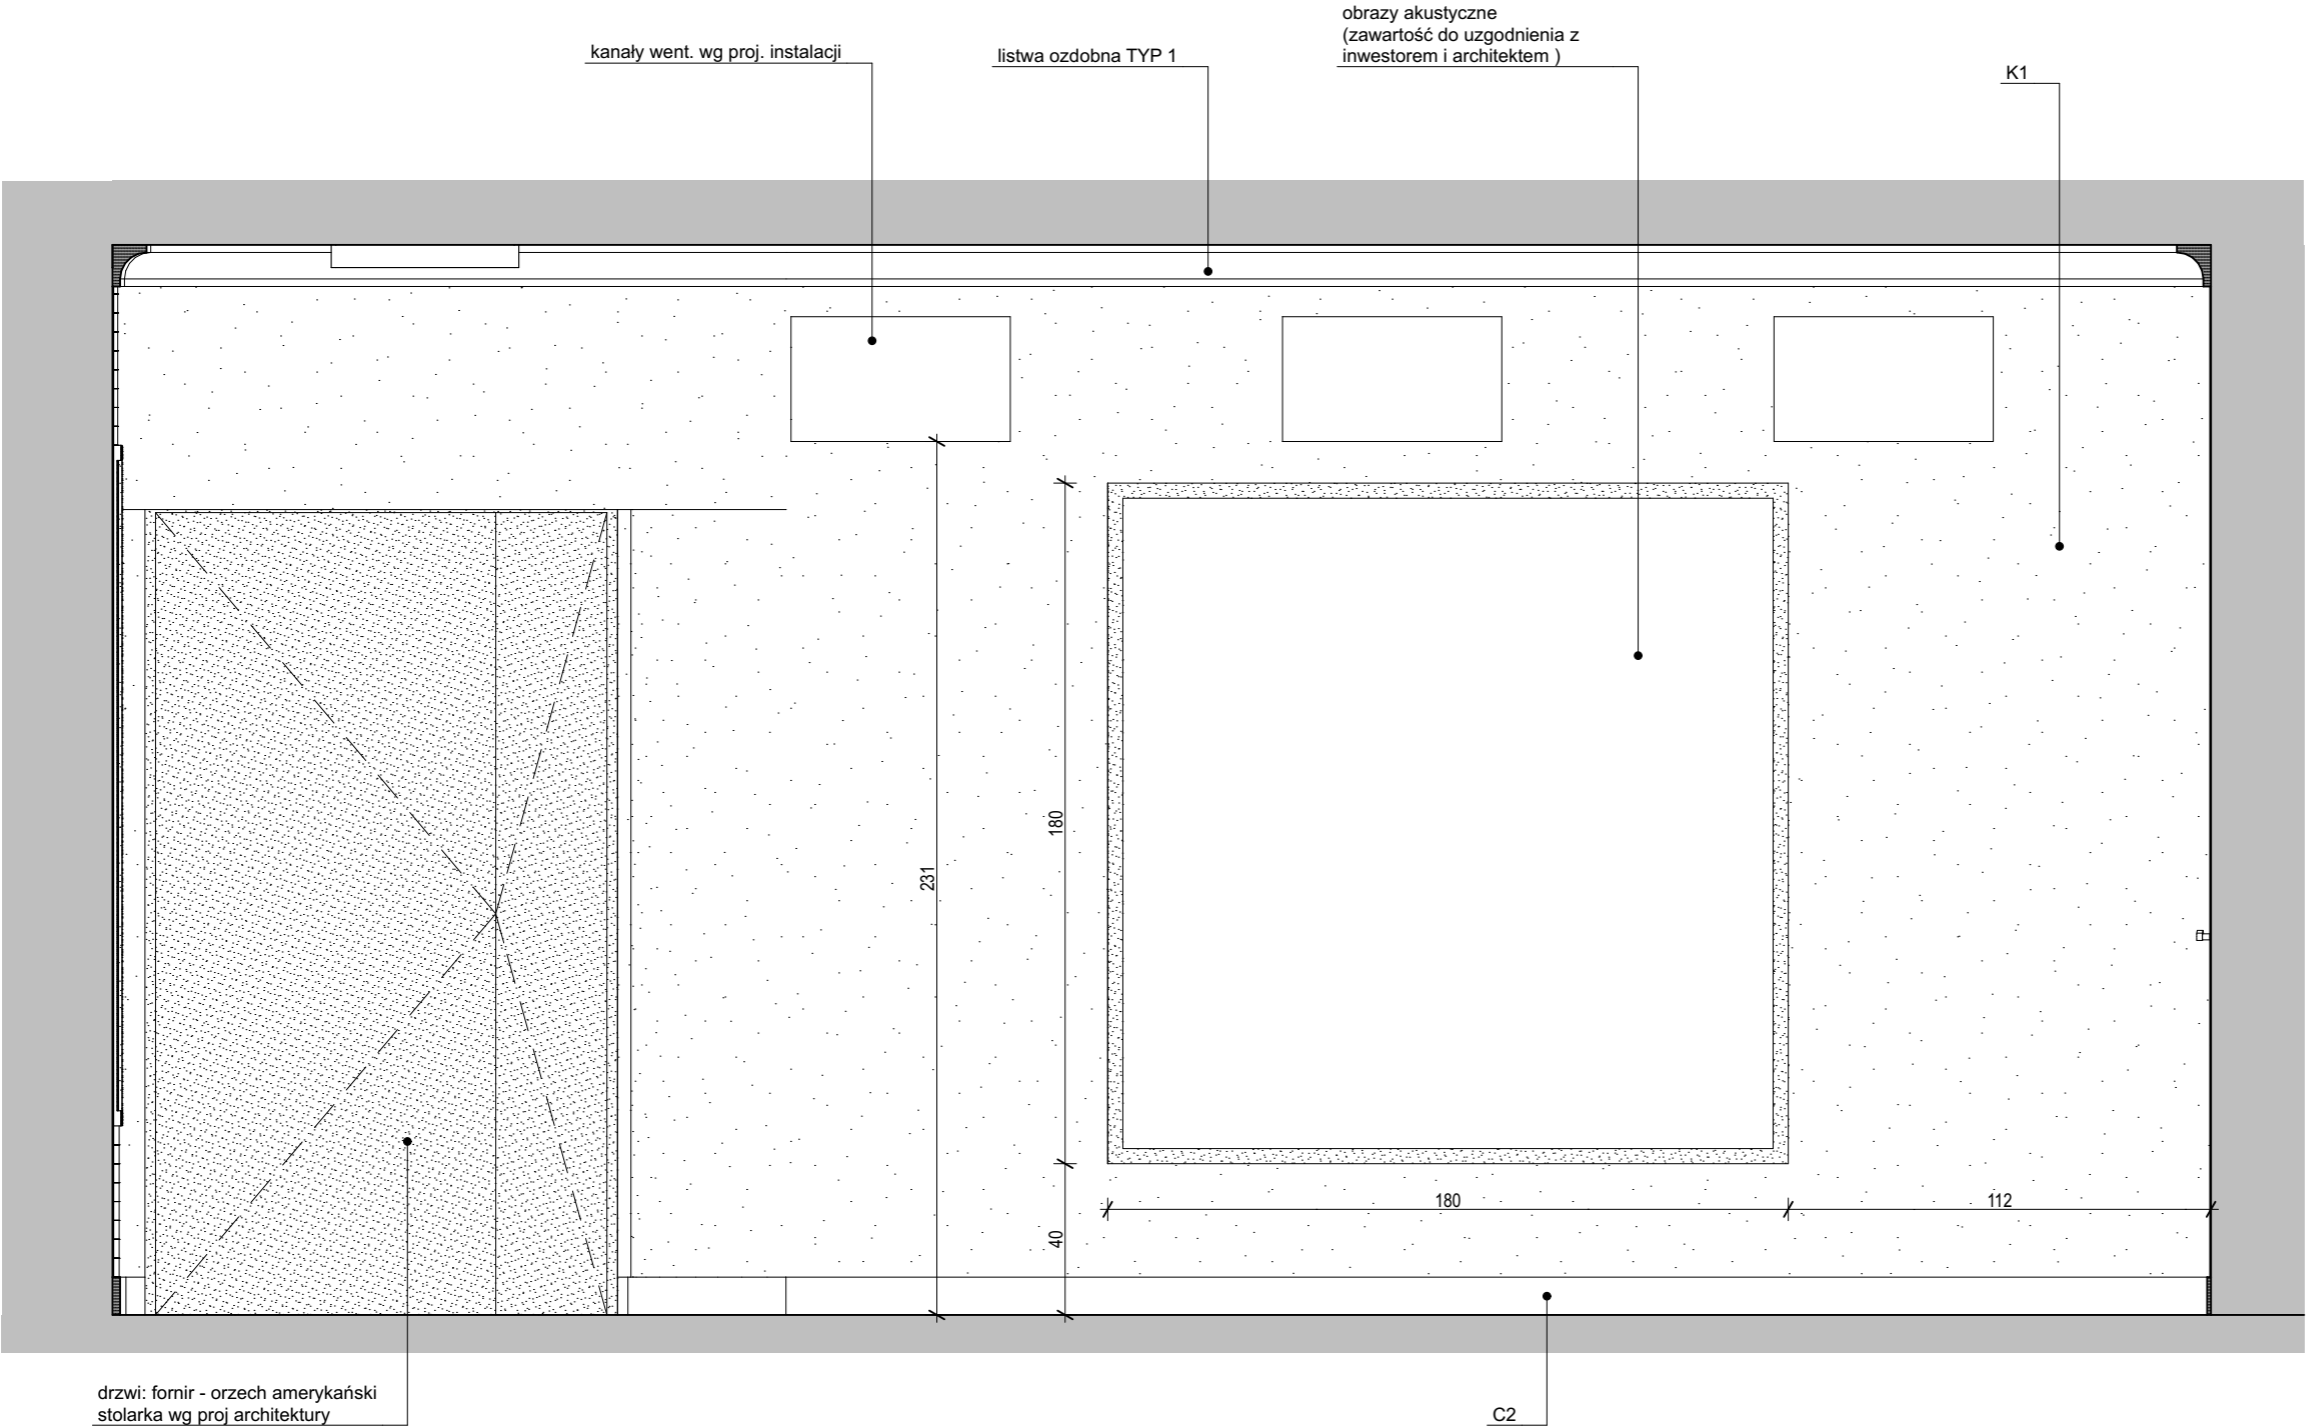 obrazy akustyczne
(zawartość do uzgodnienia z
inwestorem i architektem )
kanały went. wg proj. instalacji
listwa ozdobna TYP 1
K1
180
231
180
112
40
drzwi: fornir - orzech amerykański
stolarka wg proj architektury
C2